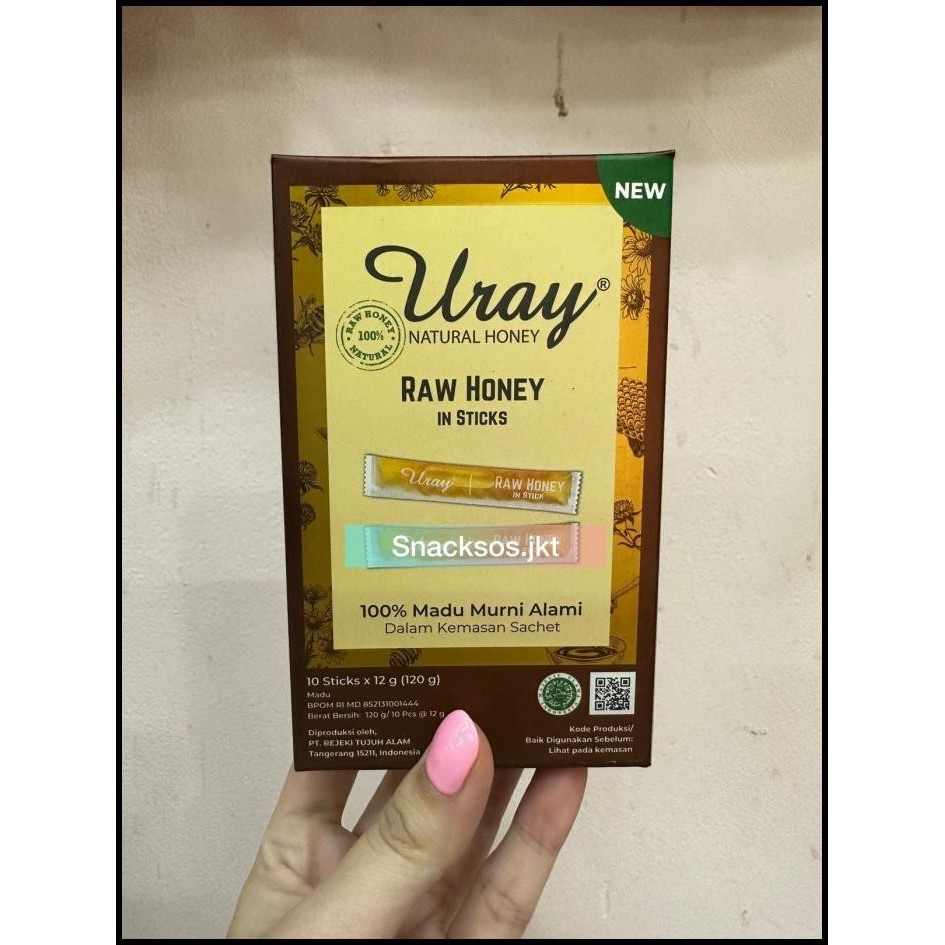 NEW
Uray®
NATURAL HONEY
RAW HONEY
100%
NATURAL
RAW HONEY
IN STICKS
Uray RAW HONEY
IN STICK
RAW HONEY
Snacksos.jkt
100% Madu Murni Alami
Dalam Kemasan Sachet
10 Sticks x 12 g (120 g)
Madu
BPOM RI MD 852131001444
Berat Bersih: 120 g/ 10 Pcs @ 12 g
Diproduksi oleh,
PT. REJEKI TUJUH ALAM
Tangerang 15211, Indonesia
Kode Produksi/
Baik Digunakan Sebelum:
Lihat pada kemasan